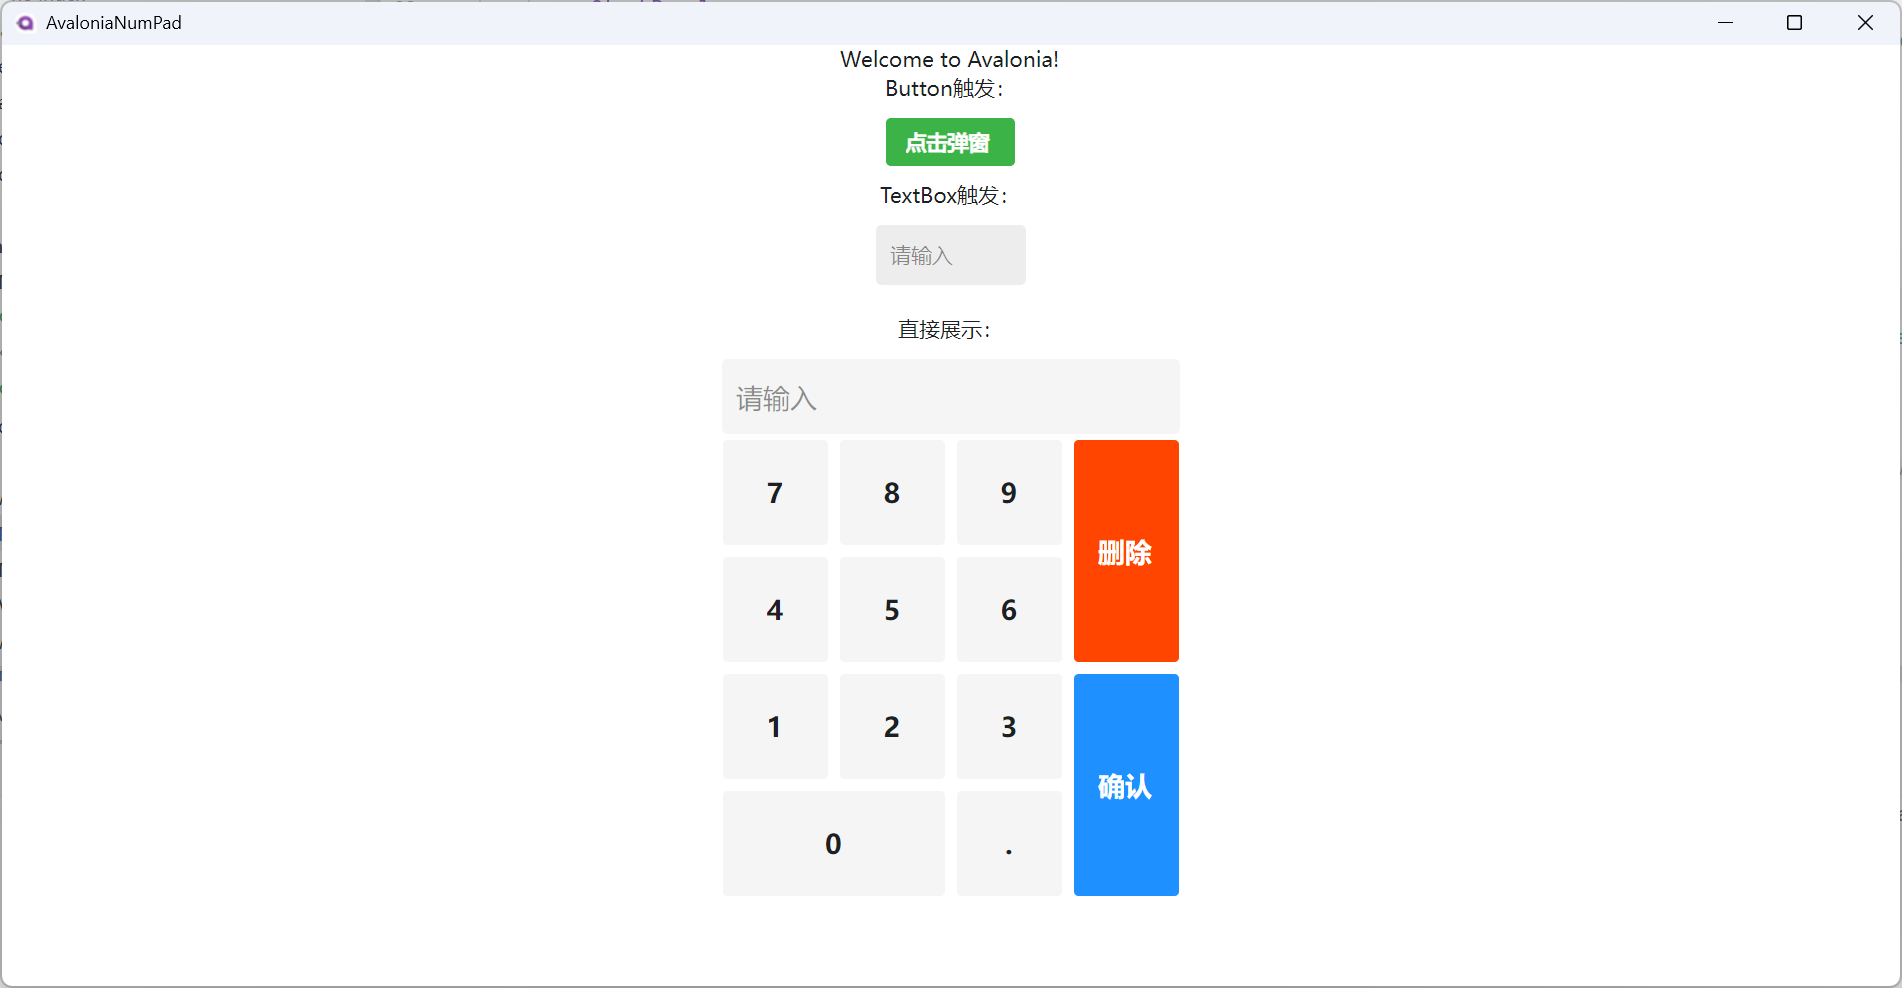 AvaloniaNumPad
Welcome to Avalonia!
Button触发：
点击弹窗
TextBox触发：
请输入
直接展示：
请输入
7 8 9
删除
4 5 6
1 2 3
确认
0 .